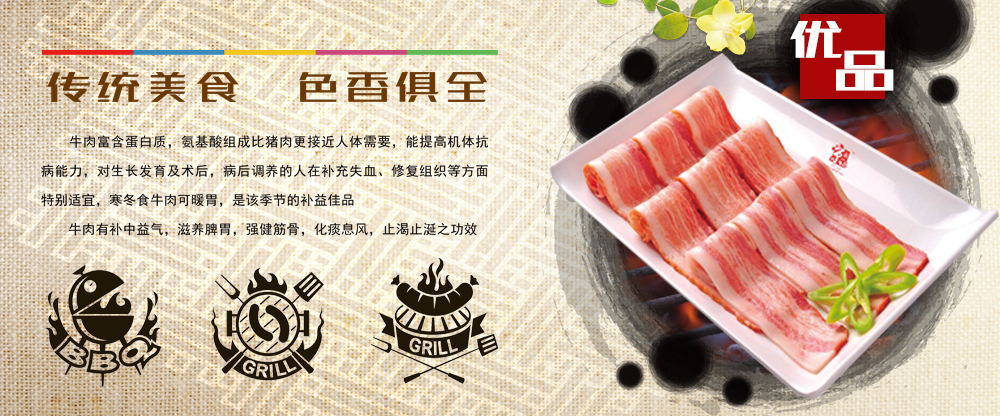 传统美食 色香俱全
牛肉富含蛋白质，氨基酸组成比猪肉更接近人体需要，能提高机体抗
病能力，对生长发育及术后，病后调养的人在补充失血、修复组织等方面
特别适宜，寒冬食牛肉可暖胃，是该季节的补益佳品
牛肉有补中益气，滋养脾胃，强健筋骨，化痰息风，止渴止涎之功效
BBQ
GRILL
GRILL
优品